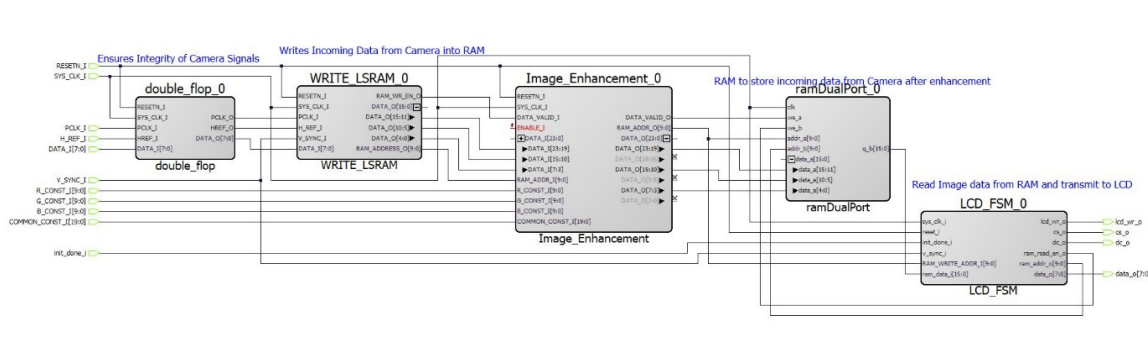 Ensures Integrity of Camera Signals
Writes Incoming Data from Camera into RAM
RAM to store incoming data from Camera after enhancement
Read Image data from RAM and transmit to LCD
RESETN_I
SYS_CLK_I
PCLK_I
H_REF_I
DATA_I[7:0]
V_SYNC_I
R_CONST_I[9:0]
G_CONST_I[9:0]
B_CONST_I[9:0]
COMMON_CONST_I[19:0]
init_done_i
double_flop_0
RESETN_I
SYS_CLK_I PCLK_O
PCLK_I HREF_O
HREF_I DATA_O[7:0]
DATA_I[7:0]
double_flop
WRITE_LSRAM_0
RESETN_I RAM_WR_EN_O
SYS_CLK_I DATA_O[15:0]
PCLK_I DATA_O[15:11]
H_REF_I DATA_O[10:5]
V_SYNC_I DATA_O[4:0]
DATA_I[7:0] RAM_ADDRESS_O[9:0]
WRITE_LSRAM
Image_Enhancement_0
RESETN_I
SYS_CLK_I
DATA_VALID_I DATA_VALID_O
ENABLE_I RAM_ADDR_O[9:0]
DATA_I[23:0] DATA_O[23:0]
DATA_I[23:19] DATA_O[23:19]
DATA_I[15:10] DATA_O[18:16]
DATA_I[7:3] DATA_O[15:10]
RAM_ADDR_I[9:0] DATA_O[9:8]
R_CONST_I[9:0] DATA_O[7:3]
G_CONST_I[9:0] DATA_O[2:0]
B_CONST_I[9:0]
COMMON_CONST_I[19:0]
Image_Enhancement
ramDualPort_0
clk
we_a
we_b
addr_a[9:0]
addr_b[9:0] q_b[15:0]
data_a[15:0]
data_a[15:11]
data_a[10:5]
data_a[4:0]
ramDualPort
LCD_FSM_0
sys_clk_i lcd_wr_o
reset_i cs_o
init_done_i dc_o
v_sync_i ram_read_en_o
RAM_WRITE_ADDR_I[9:0] ram_addr_o[9:0]
ram_data_i[15:0] data_o[7:0]
LCD_FSM
lcd_wr_o
cs_o
dc_o